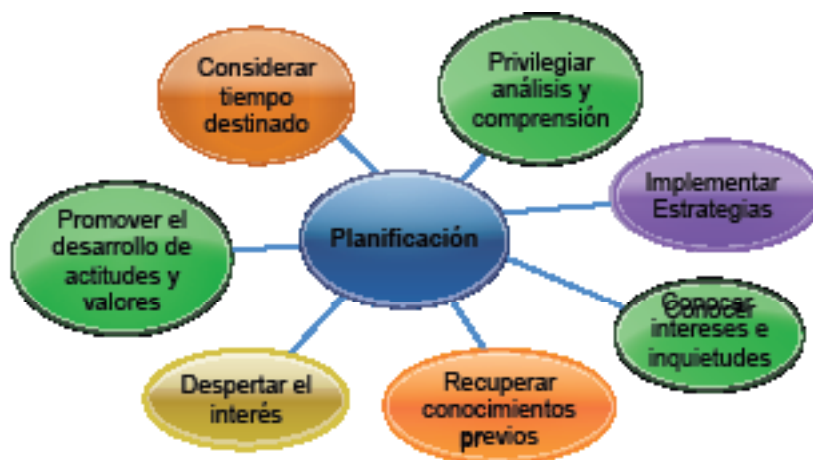 Considerar
tiempo
destinado
Privilegiar
análisis y
comprensión
Implementar
Estrategias
Planificación
Promover el
desarrollo de
actitudes y
valores
Conocer
intereses e
inquietudes
Despertar el
interés
Recuperar
conocimientos
previos